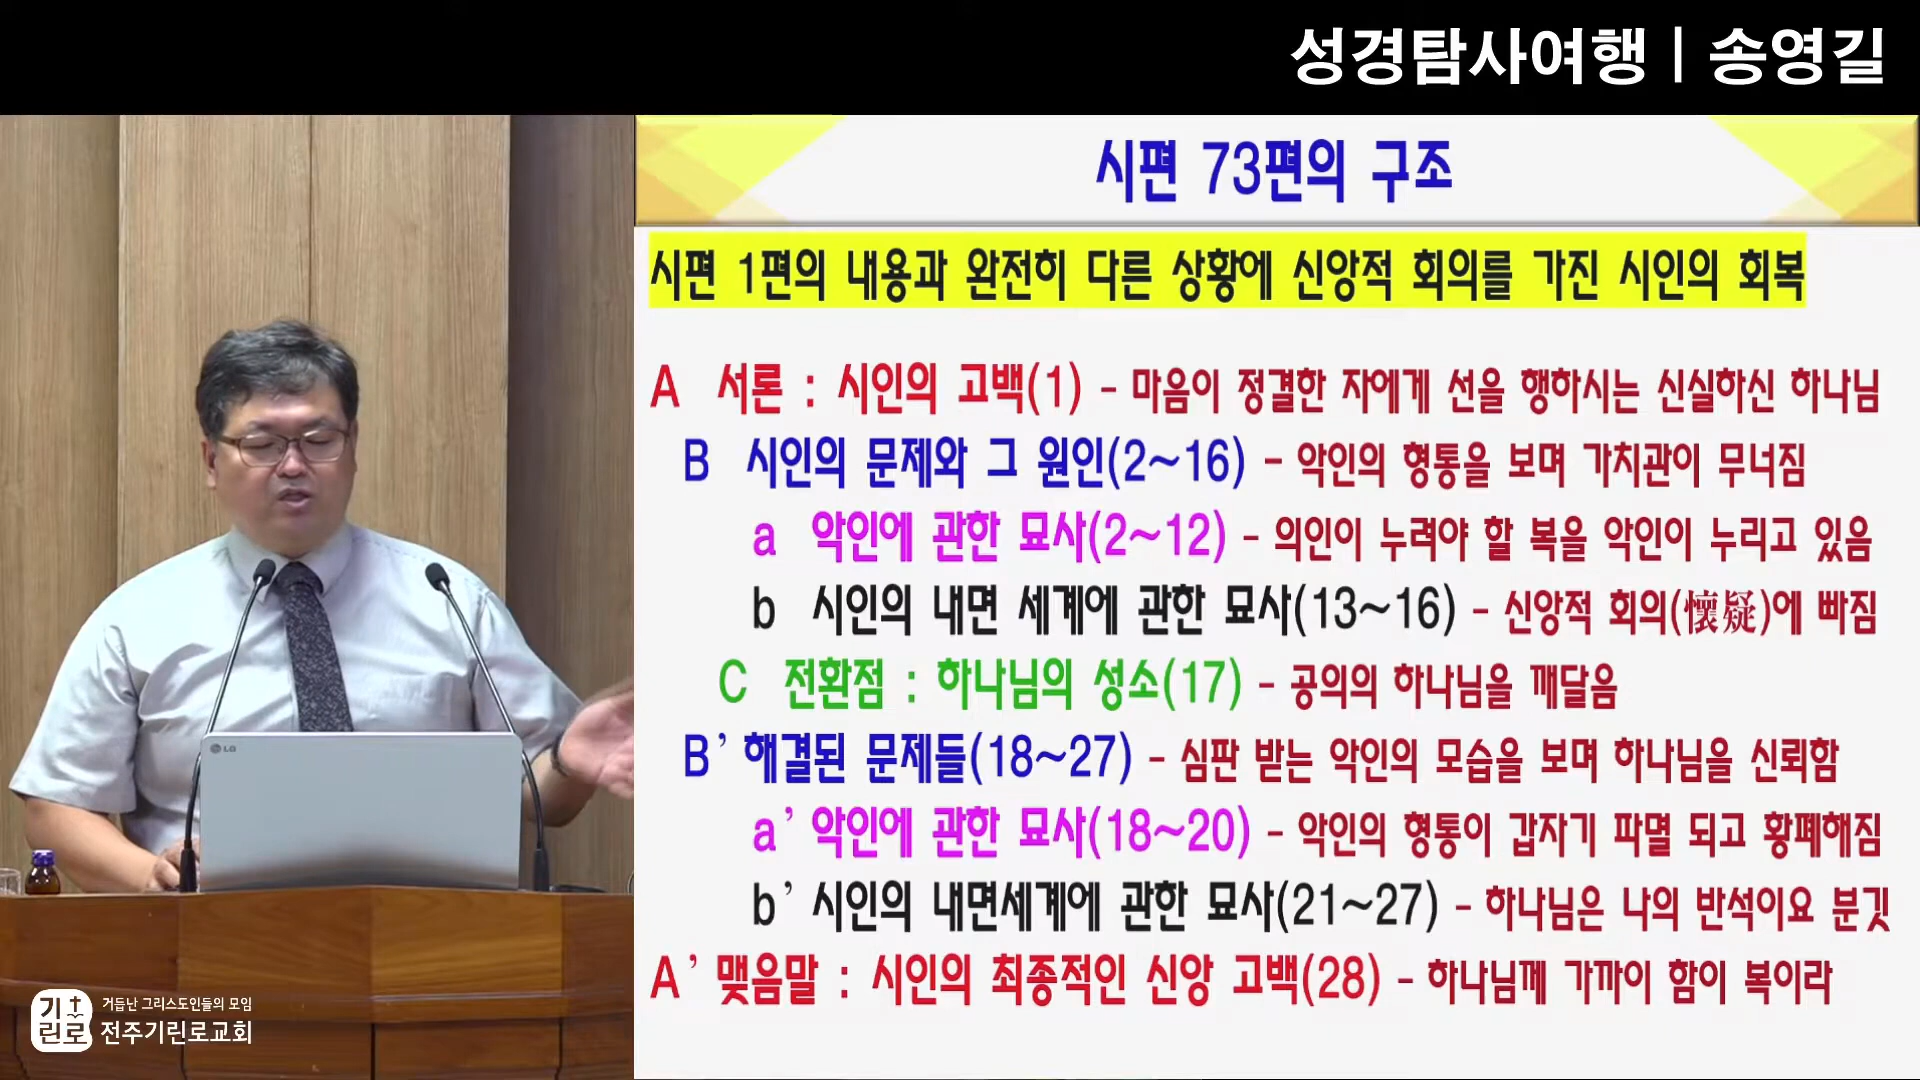 성경탐사여행 | 송영길
시편 73편의 구조
시편 1편의 내용과 완전히 다른 상황에 신앙적 회의를 가진 시인의 회복
A 서론 : 시인의 고백(1) - 마음이 정결한 자에게 선을 행하시는 신실하신 하나님
B 시인의 문제와 그 원인(2~16) - 악인의 형통을 보며 가치관이 무너짐
a 악인에 관한 묘사(2~12) - 의인이 누려야 할 복을 악인이 누리고 있음
b 시인의 내면 세계에 관한 묘사(13~16) - 신앙적 회의(懷疑)에 빠짐
C 전환점 : 하나님의 성소(17) - 공의의 하나님을 깨달음
B' 해결된 문제들(18~27) - 심판 받는 악인의 모습을 보며 하나님을 신뢰함
a' 악인에 관한 묘사(18~20) - 악인의 형통이 갑자기 파멸 되고 황폐해짐
b' 시인의 내면세계에 관한 묘사(21~27) - 하나님은 나의 반석이요 분깃
A' 맺음말 : 시인의 최종적인 신앙 고백(28) - 하나님께 가까이 함이 복이라
LG
기린로
거듭난 그리스도인들의 모임
전주기린로교회